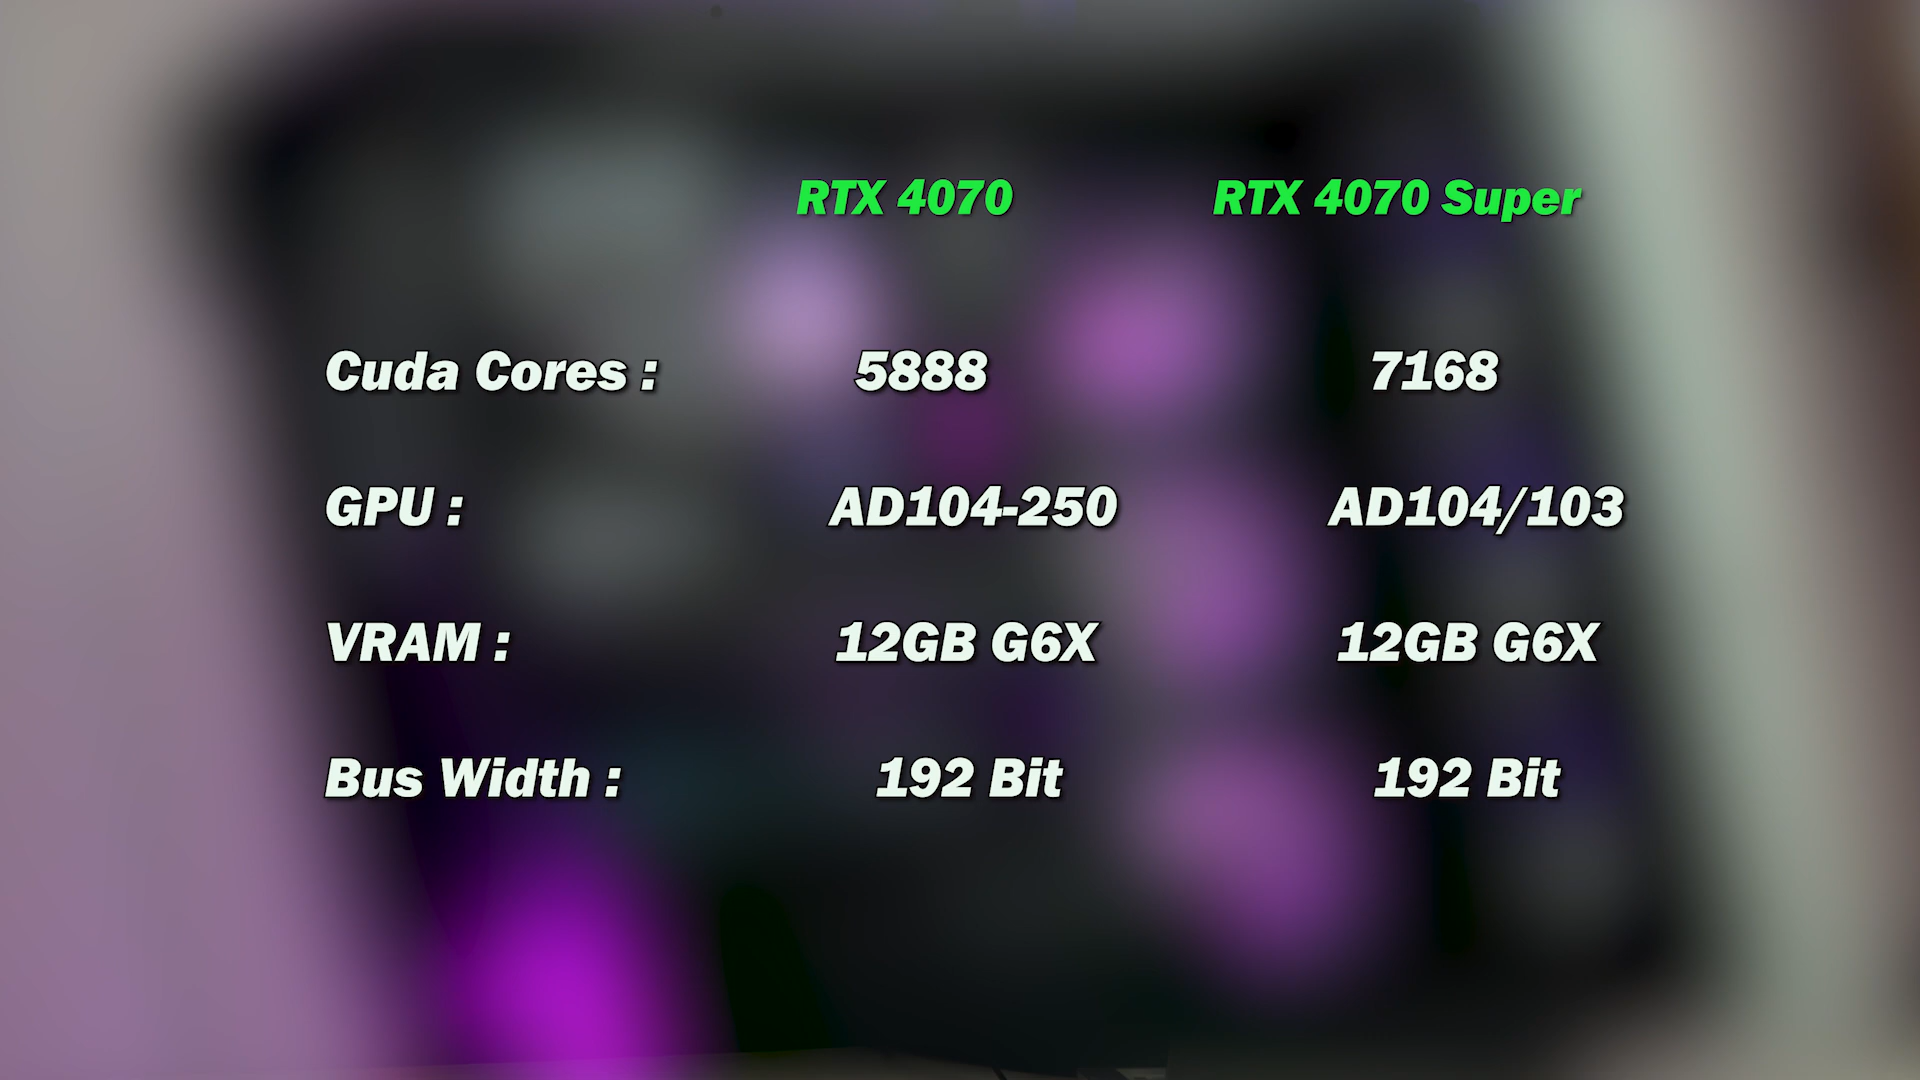 RTX 4070 RTX 4070 Super
Cuda Cores : 5888 7168
GPU : AD104-250 AD104/103
VRAM : 12GB G6X 12GB G6X
Bus Width : 192 Bit 192 Bit